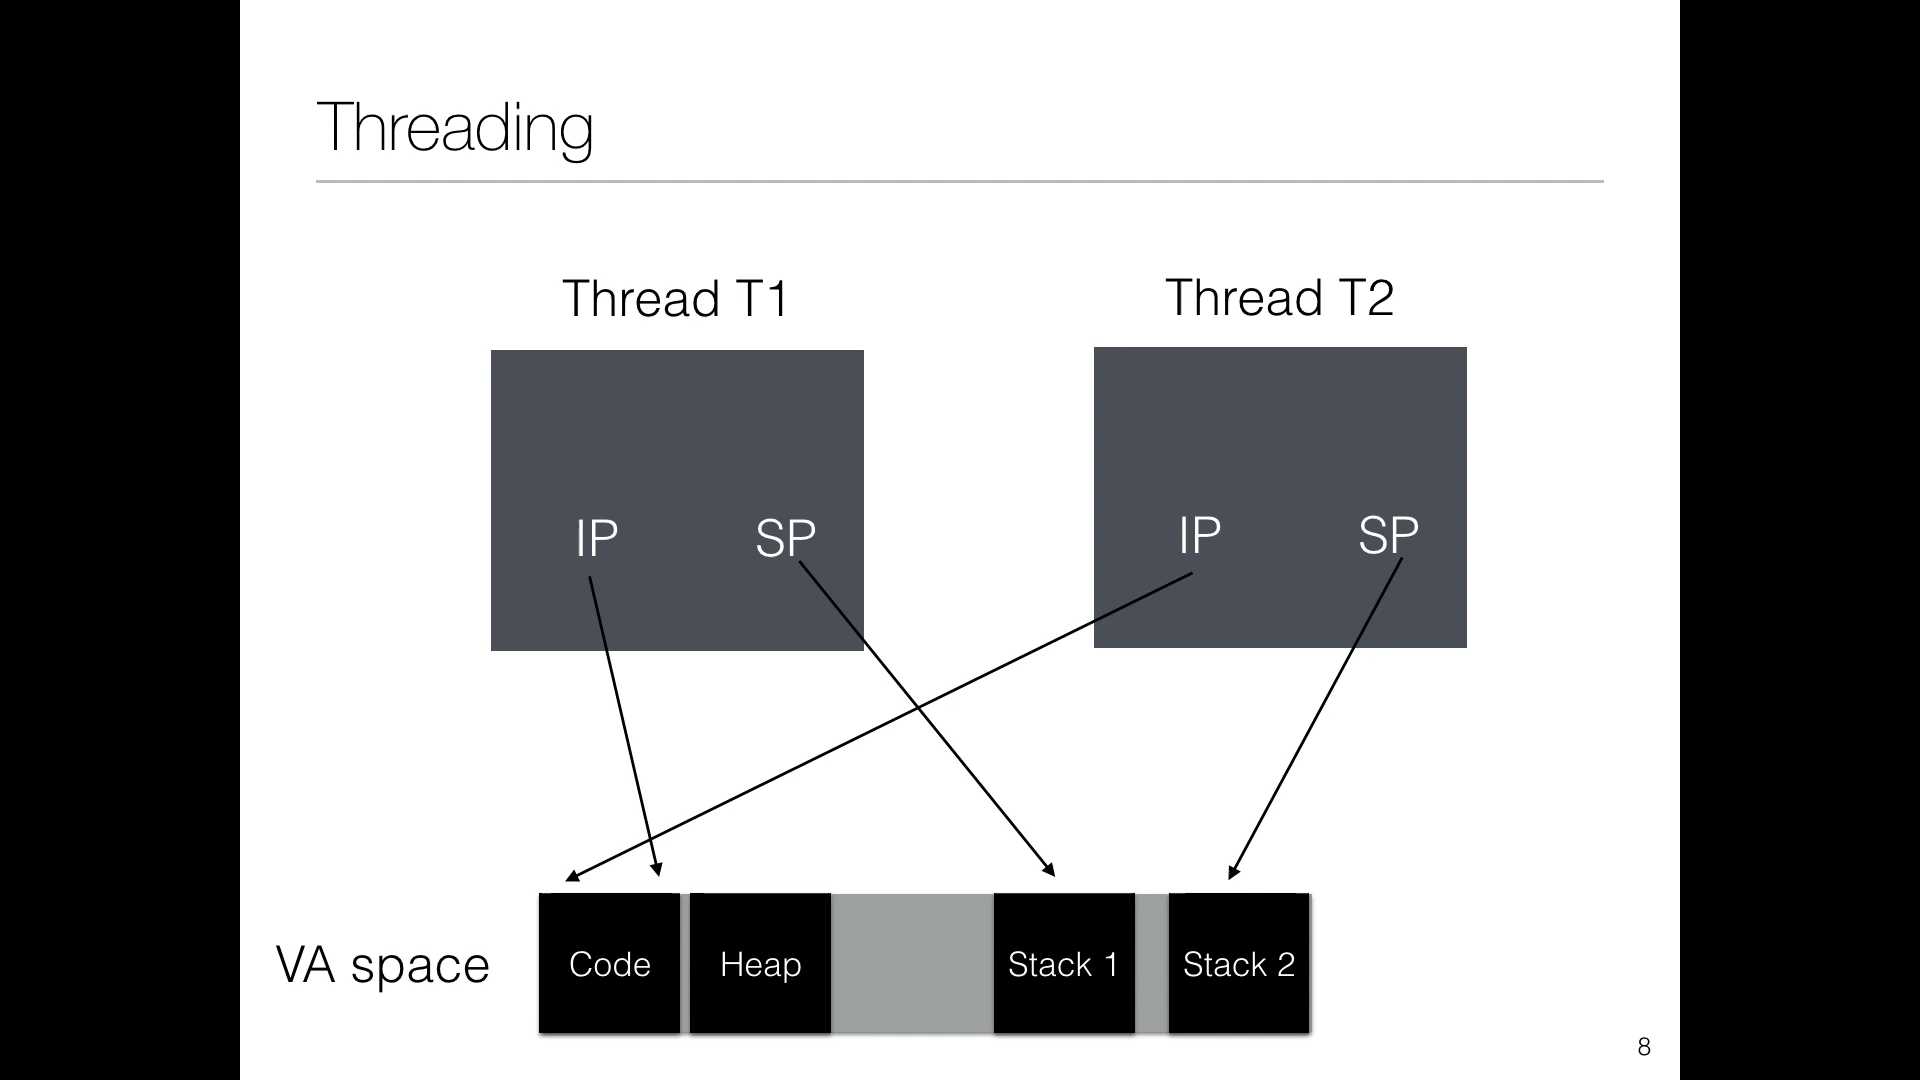 Threading
Thread T1
Thread T2
IP
SP
IP
SP
VA space
Code
Heap
Stack 1
Stack 2
8